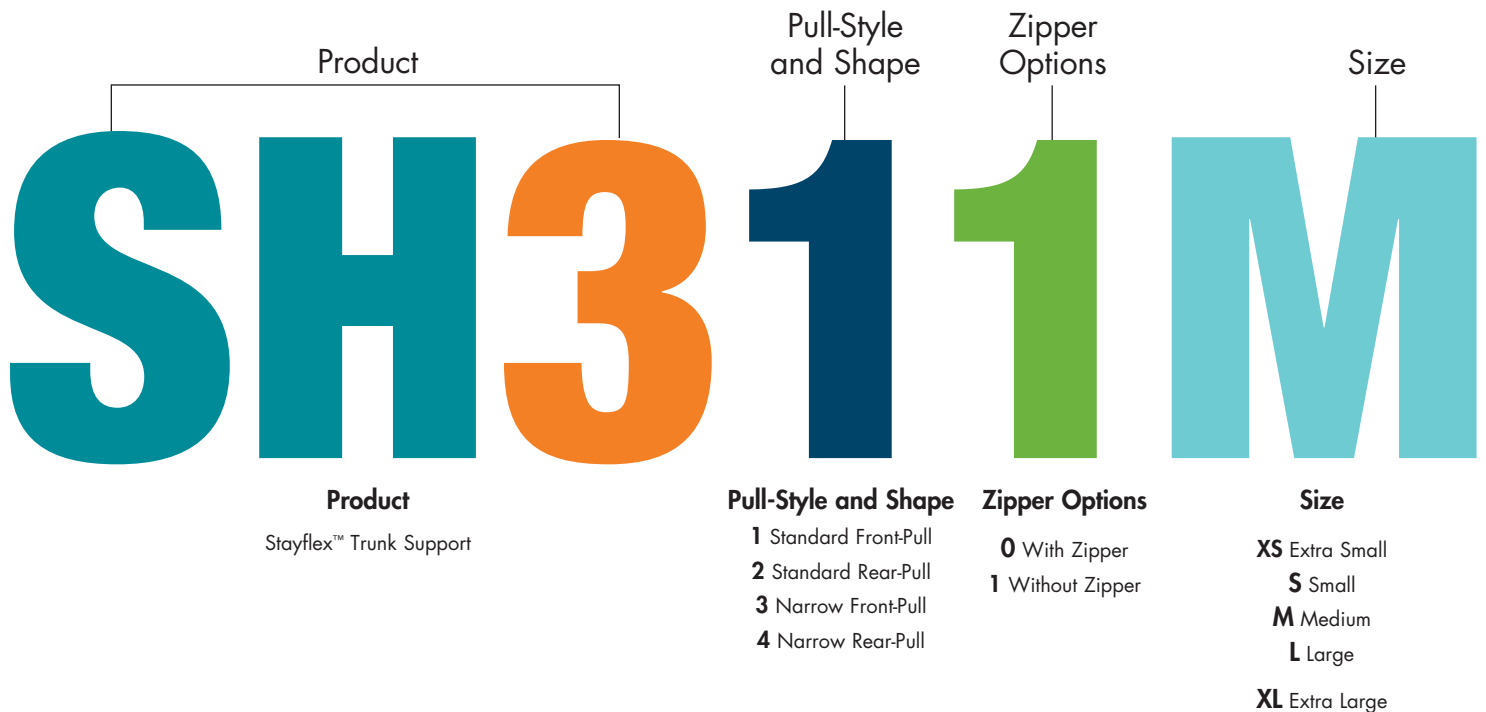 Product
Pull-Style
and Shape
Zipper
Options
Size
SH311M
Product
Stayflex™ Trunk Support
Pull-Style and Shape
1 Standard Front-Pull
2 Standard Rear-Pull
3 Narrow Front-Pull
4 Narrow Rear-Pull
Zipper Options
0 With Zipper
1 Without Zipper
Size
XS Extra Small
S Small
M Medium
L Large
XL Extra Large